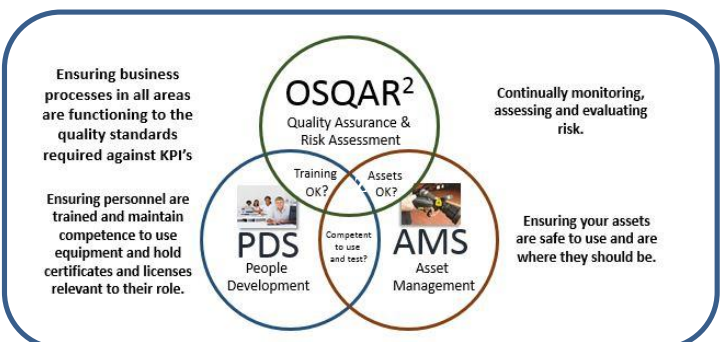 Ensuring business
processes in all areas
are functioning to the
quality standards
required against KPI's
OSQAR²
Quality Assurance &
Risk Assessment
Continually monitoring,
assessing and evaluating
risk.
Training
OK?
Assets
OK?
Ensuring personnel are
trained and maintain
competence to use
equipment and hold
certificates and licenses
relevant to their role.
PDS
People
Development
Competent
to use
and test?
AMS
Asset
Management
Ensuring your assets
are safe to use and are
where they should be.